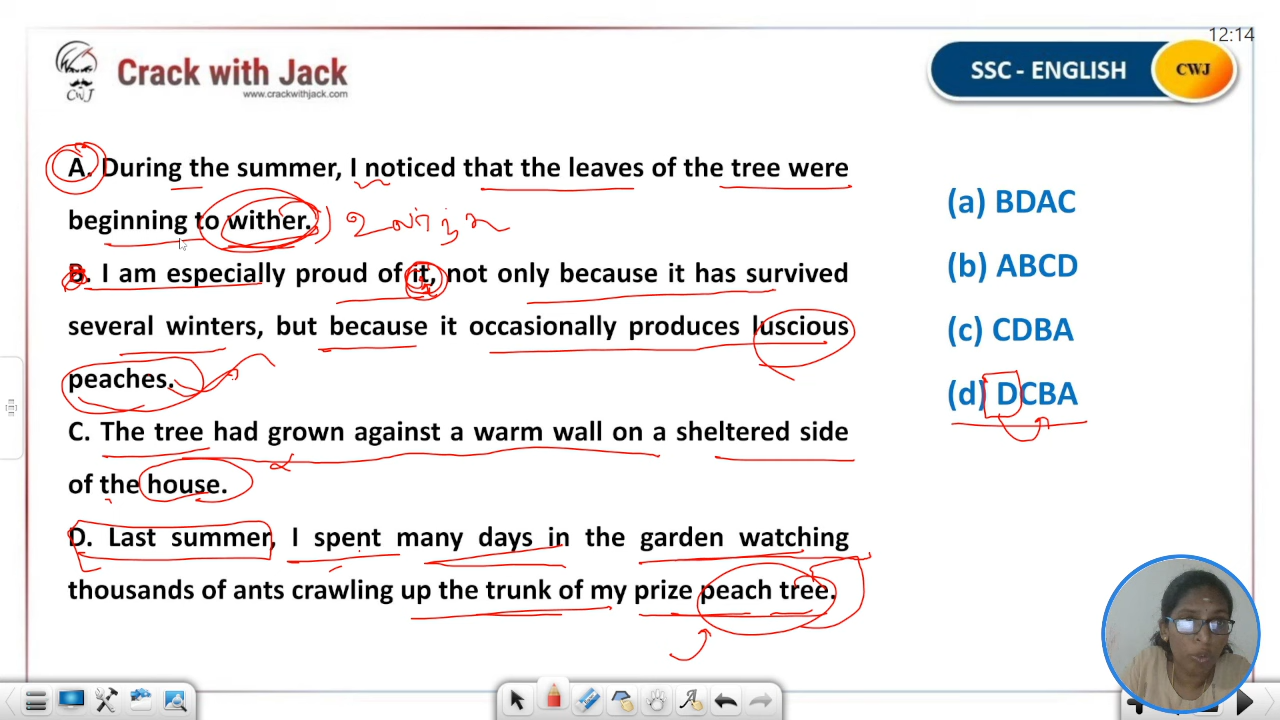 12:14
Crack with Jack
www.crackwithjack.com
CWJ
SSC - ENGLISH
CWJ
A. During the summer, I noticed that the leaves of the tree were
beginning to wither.
B. I am especially proud of it, not only because it has survived
several winters, but because it occasionally produces luscious
peaches.
C. The tree had grown against a warm wall on a sheltered side
of the house.
D. Last summer, I spent many days in the garden watching
thousands of ants crawling up the trunk of my prize peach tree.
(a) BDAC
(b) ABCD
(c) CDBA
(d) DCBA